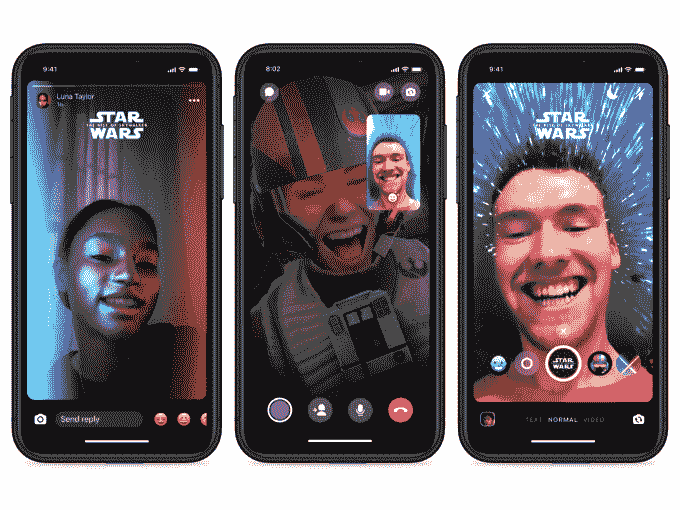 9:41
Luna Taylor
STAR
THE RISE OF SKYWALKER
WARS
Send reply
8:02
9:41
STAR
THE RISE OF SKYWALKER
WARS
STAR
WARS
TEXT NORMAL VIDEO